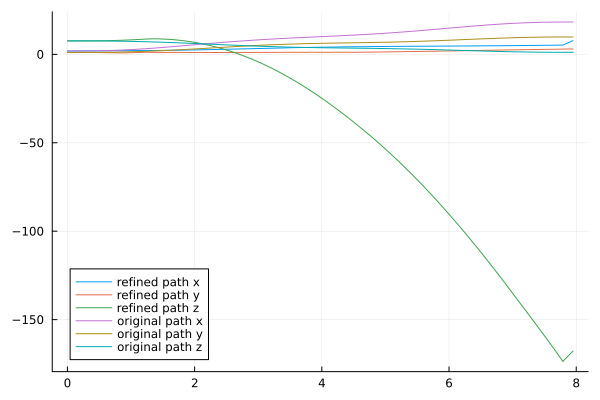 0
−50
−100
−150
refined path x
refined path y
refined path z
original path x
original path y
original path z
0 2 4 6 8